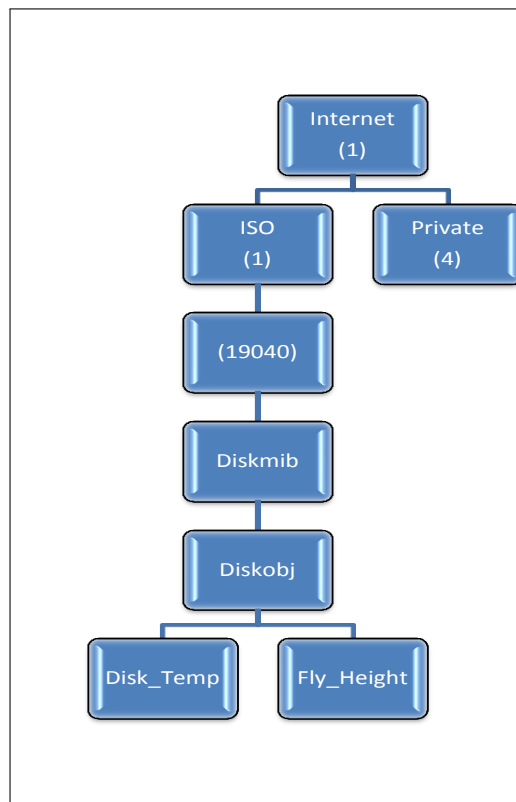 Internet
(1)
ISO
(1)
Private
(4)
(19040)
Diskmib
Diskobj
Disk_Temp
Fly_Height